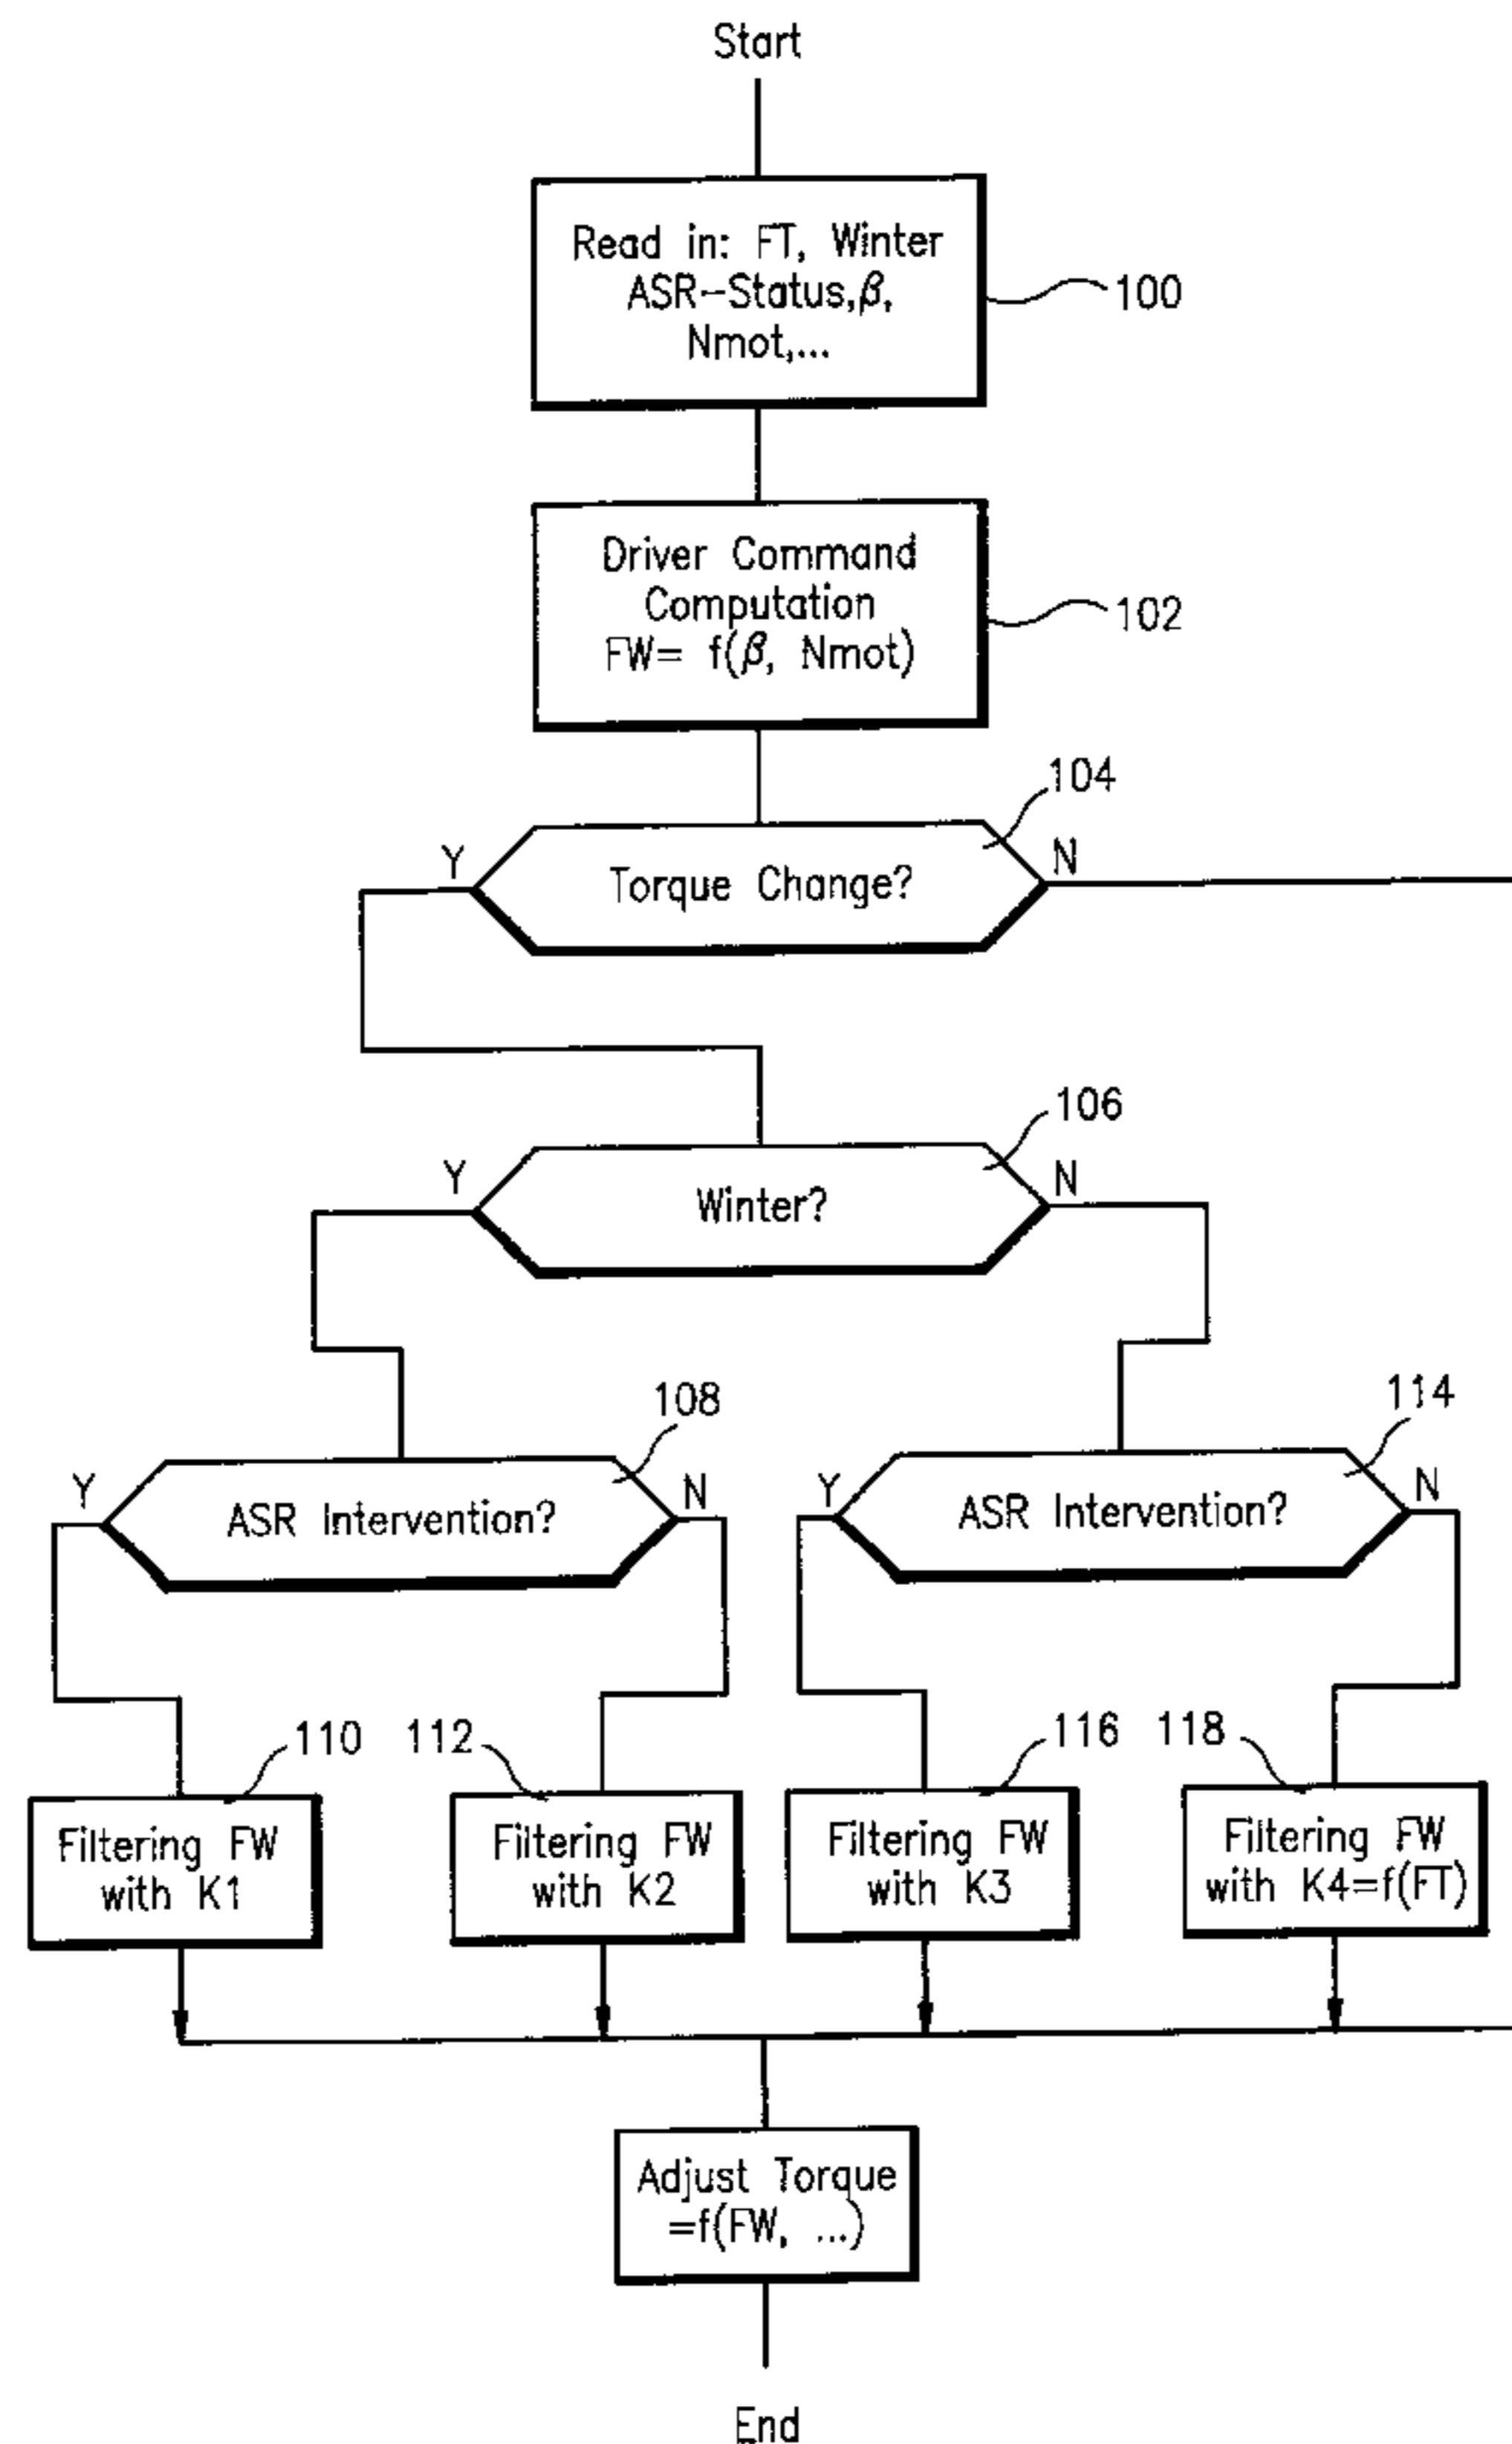 Start
Read in: FT, Winter
ASR-Status,β,
Nmot,...
100
Driver Command
Computation
FW= f(β, Nmot)
102
104
Y
N
Torque Change?
106
Y
N
Winter?
108
Y
N
ASR Intervention?
114
Y
N
ASR Intervention?
110
112
116
118
Filtering FW
with K1
Filtering FW
with K2
Filtering FW
with K3
Filtering FW
with K4=f(FT)
Adjust Torque
=f(FW, ...)
End